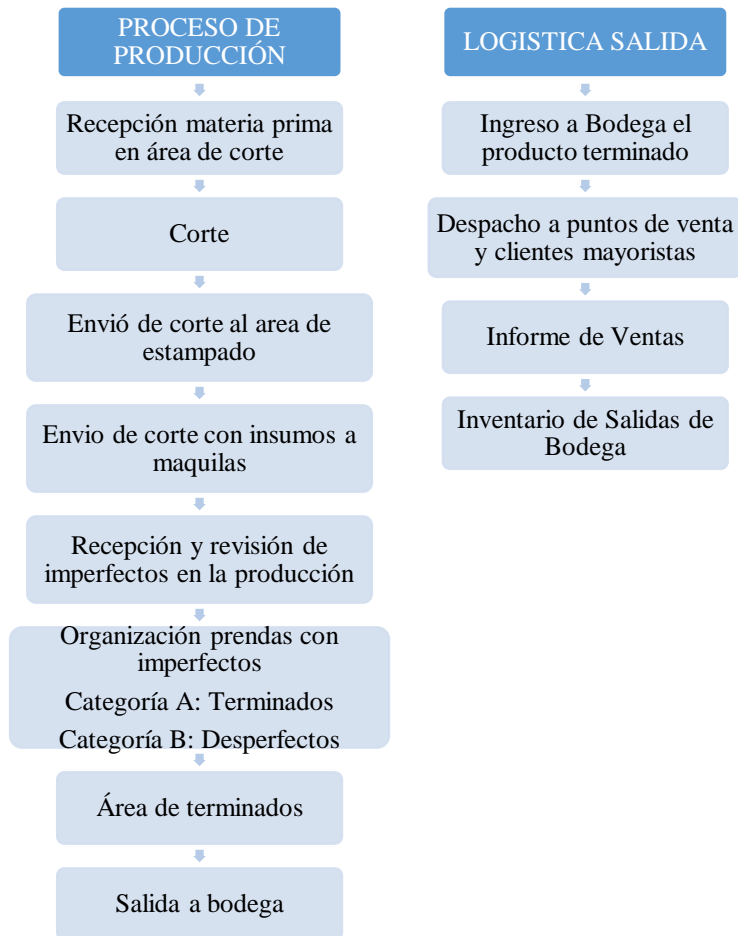 PROCESO DE
PRODUCCIÓN
Recepción materia prima
en área de corte
Corte
Envió de corte al area de
estampado
Envio de corte con insumos a
maquilas
Recepción y revisión de
imperfectos en la producción
Organización prendas con
imperfectos
Categoría A: Terminados
Categoría B: Desperfectos
Área de terminados
Salida a bodega
LOGISTICA SALIDA
Ingreso a Bodega el
producto terminado
Despacho a puntos de venta
y clientes mayoristas
Informe de Ventas
Inventario de Salidas de
Bodega